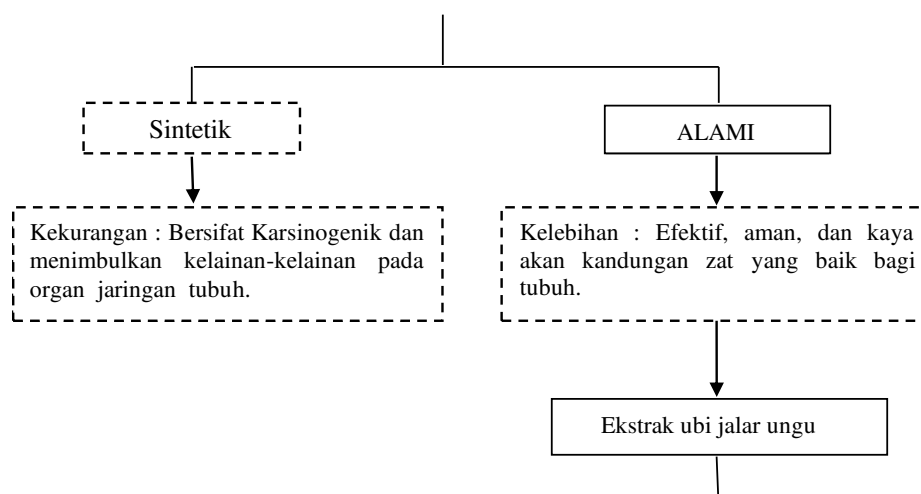 Sintetik
ALAMI
Kekurangan : Bersifat Karsinogenik dan
menimbulkan kelainan-kelainan pada
organ jaringan tubuh.
Kelebihan : Efektif, aman, dan kaya
akan kandungan zat yang baik bagi
tubuh.
Ekstrak ubi jalar ungu